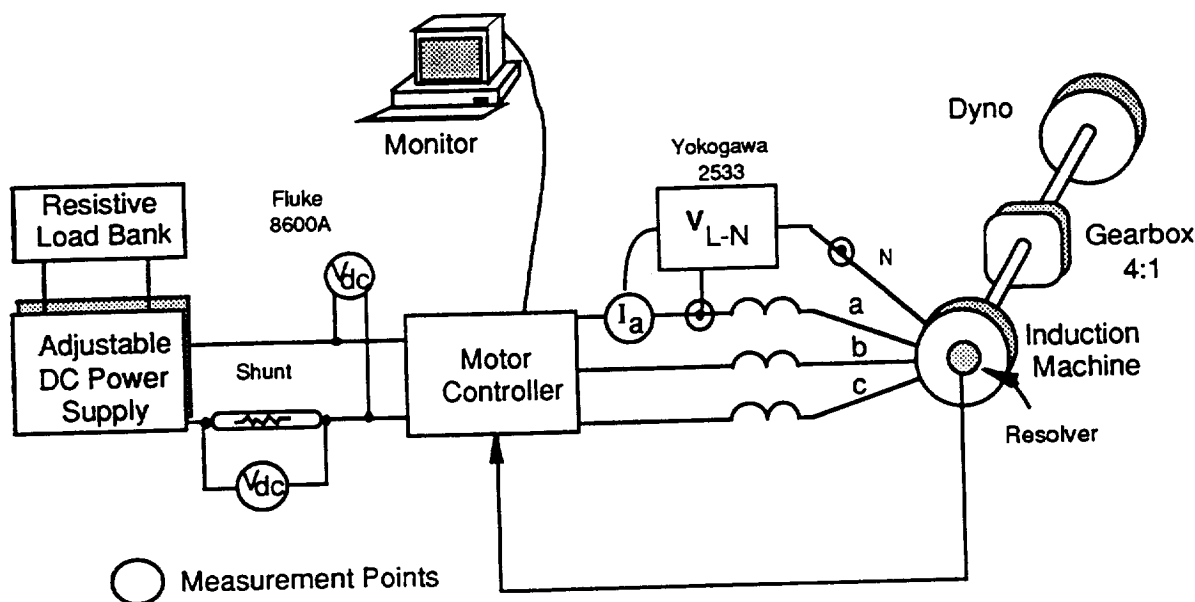 Monitor
Dyno
Yokogawa
2533
V L-N
Resistive
Load Bank
Fluke
8600A
Vdc
N
Gearbox
4:1
Ia
a
Adjustable
DC Power
Supply
Shunt
Motor
Controller
b
c
Induction
Machine
Vdc
Resolver
Measurement Points